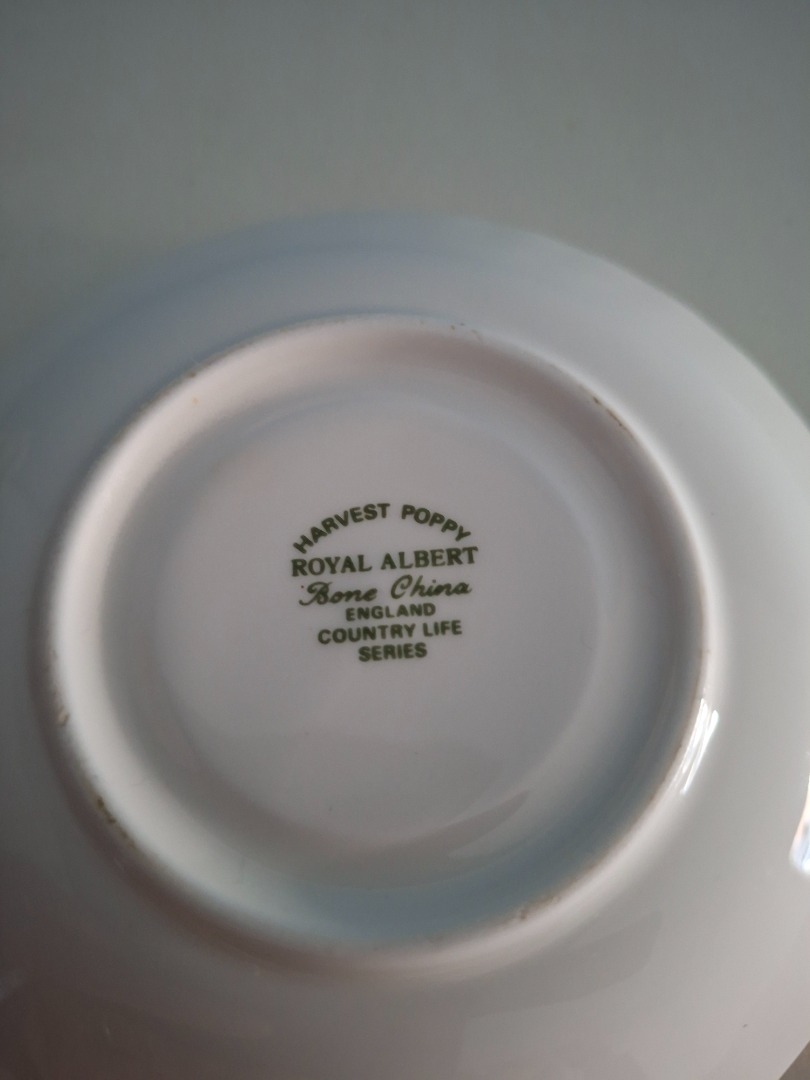 HARVEST POPPY
ROYAL ALBERT
Bone China
ENGLAND
COUNTRY LIFE
SERIES